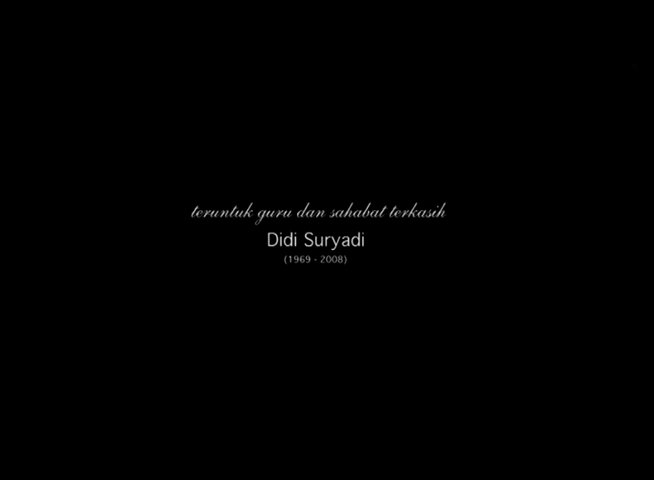 teruntuk guru dan sahabat terkasih
Didi Suryadi
(1969 - 2008)